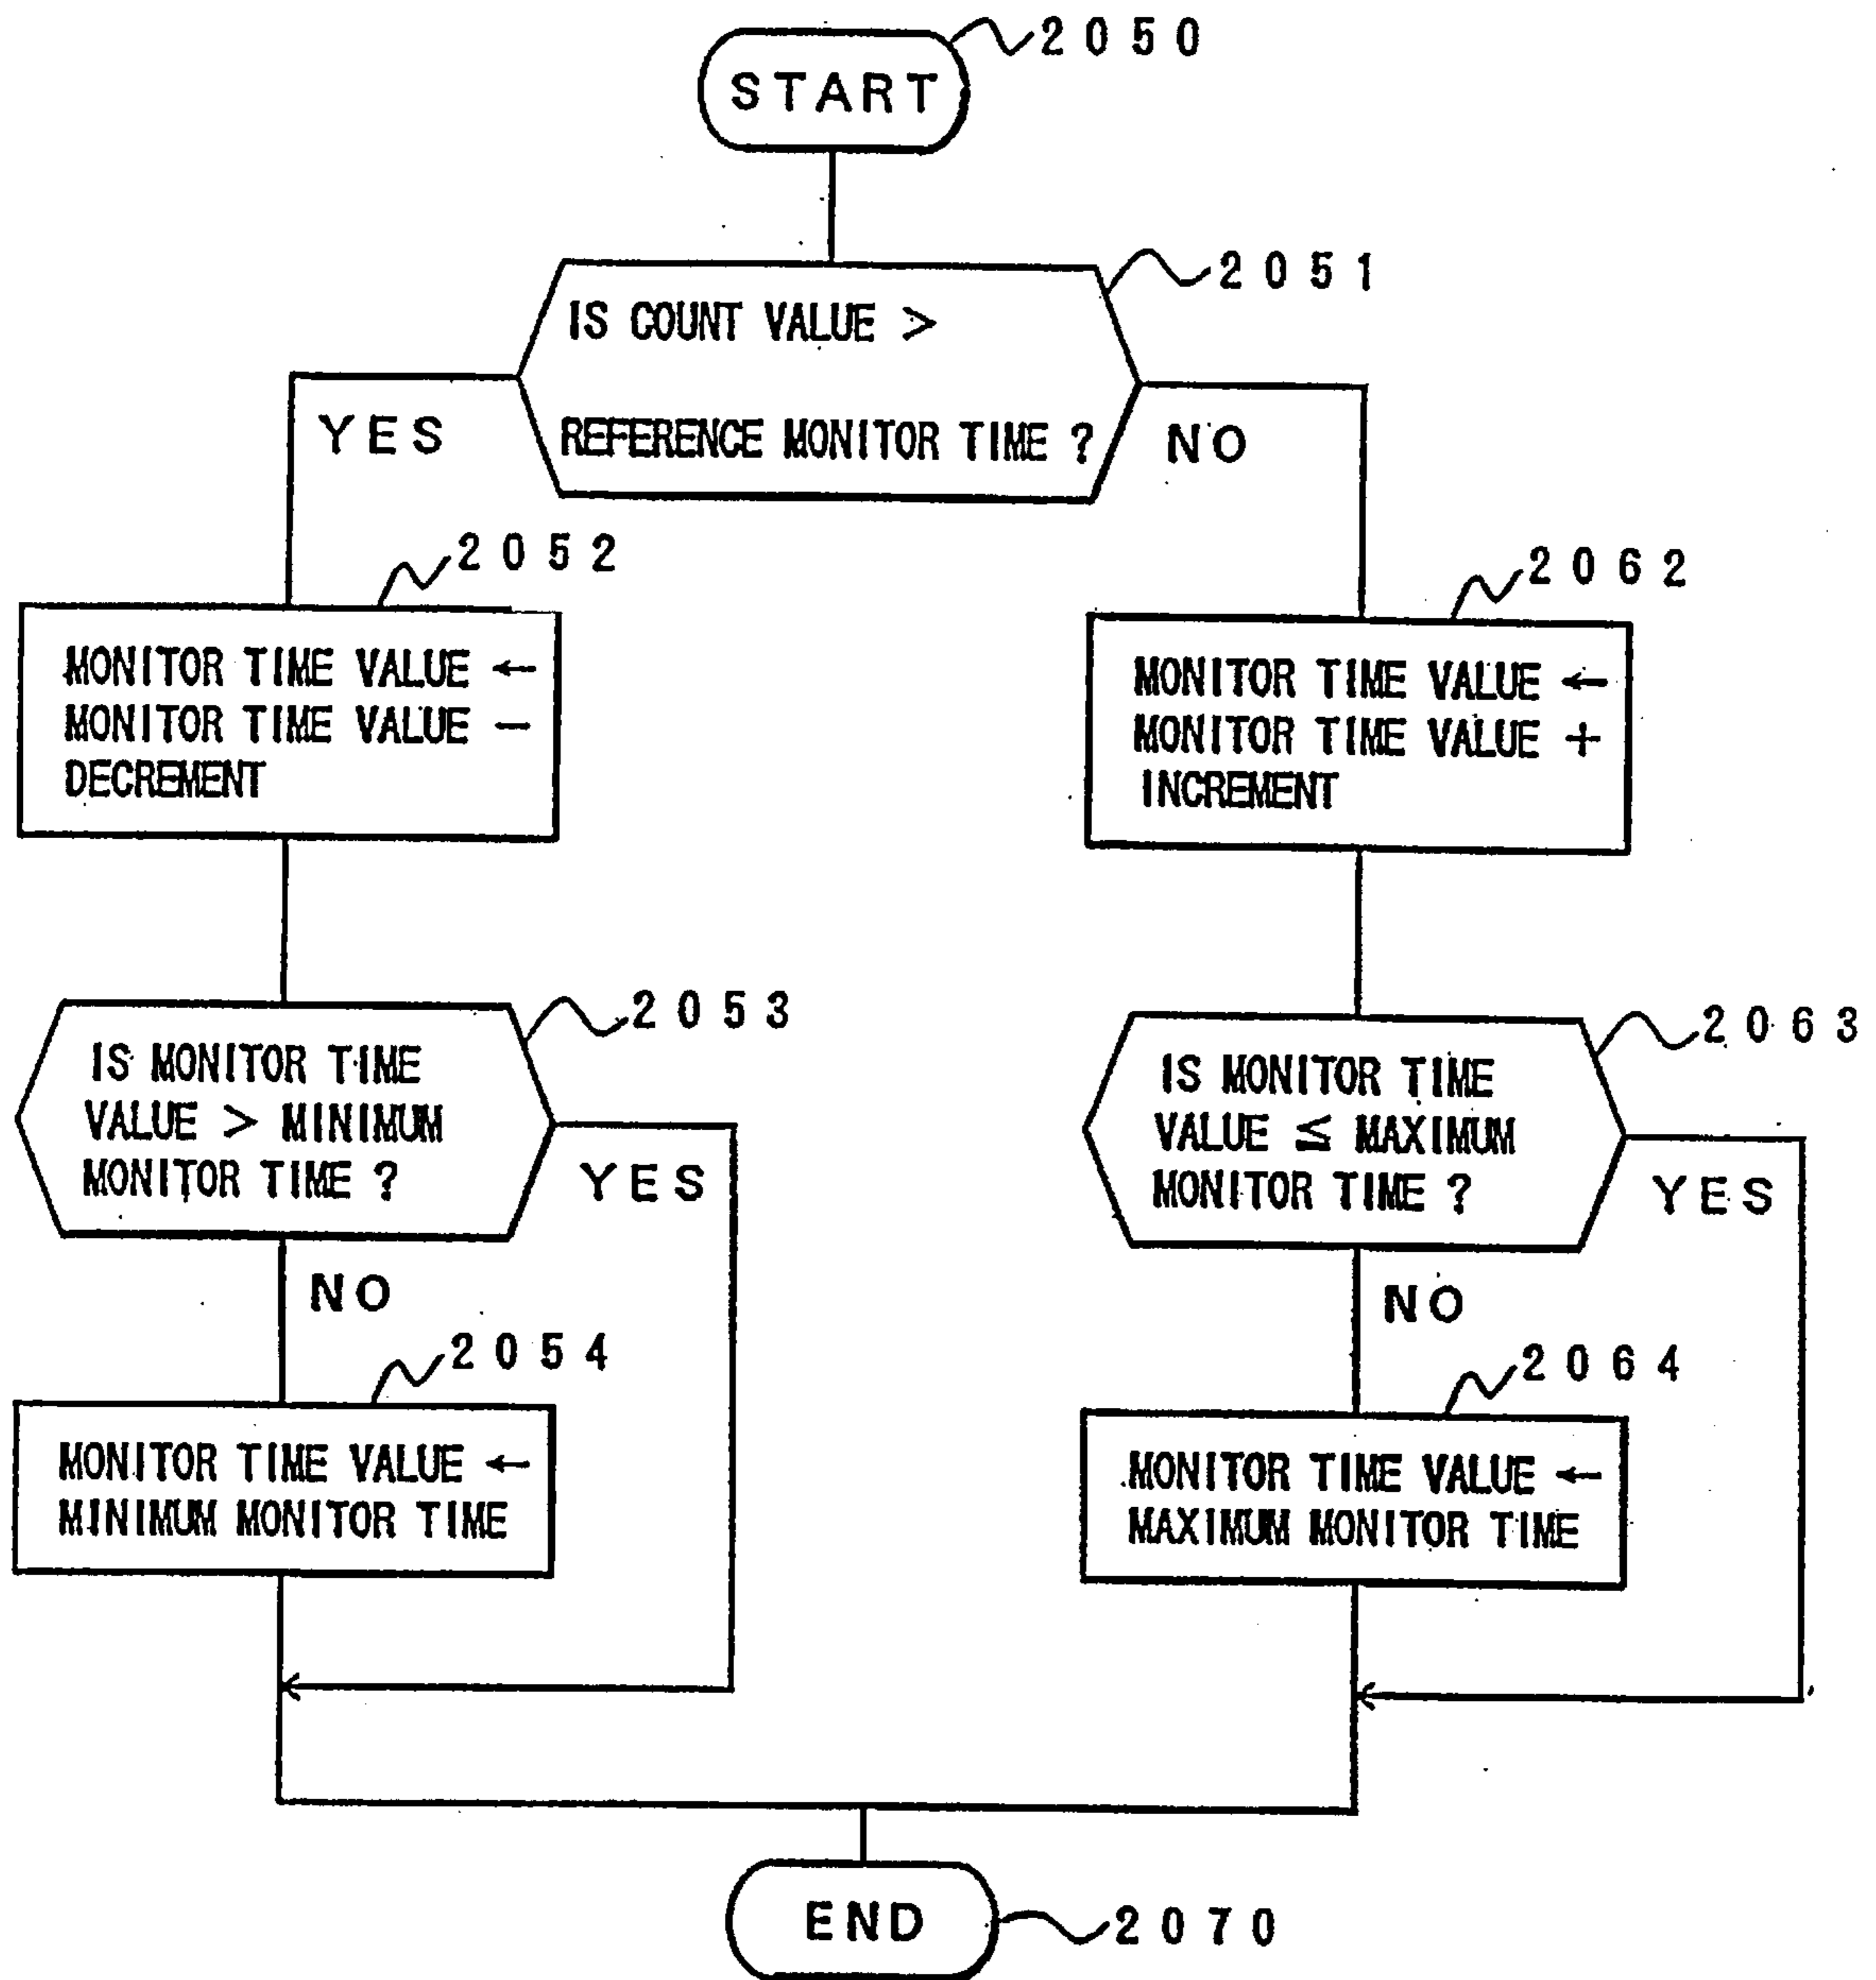 2050
START
2051
IS COUNT VALUE >
REFERENCE MONITOR TIME ?
YES
NO
2052
MONITOR TIME VALUE ←
MONITOR TIME VALUE −
DECREMENT
2062
MONITOR TIME VALUE ←
MONITOR TIME VALUE +
INCREMENT
2053
IS MONITOR TIME
VALUE > MINIMUM
MONITOR TIME ?
YES
NO
2063
IS MONITOR TIME
VALUE ≦ MAXIMUM
MONITOR TIME ?
YES
NO
2054
MONITOR TIME VALUE ←
MINIMUM MONITOR TIME
2064
MONITOR TIME VALUE ←
MAXIMUM MONITOR TIME
END
2070